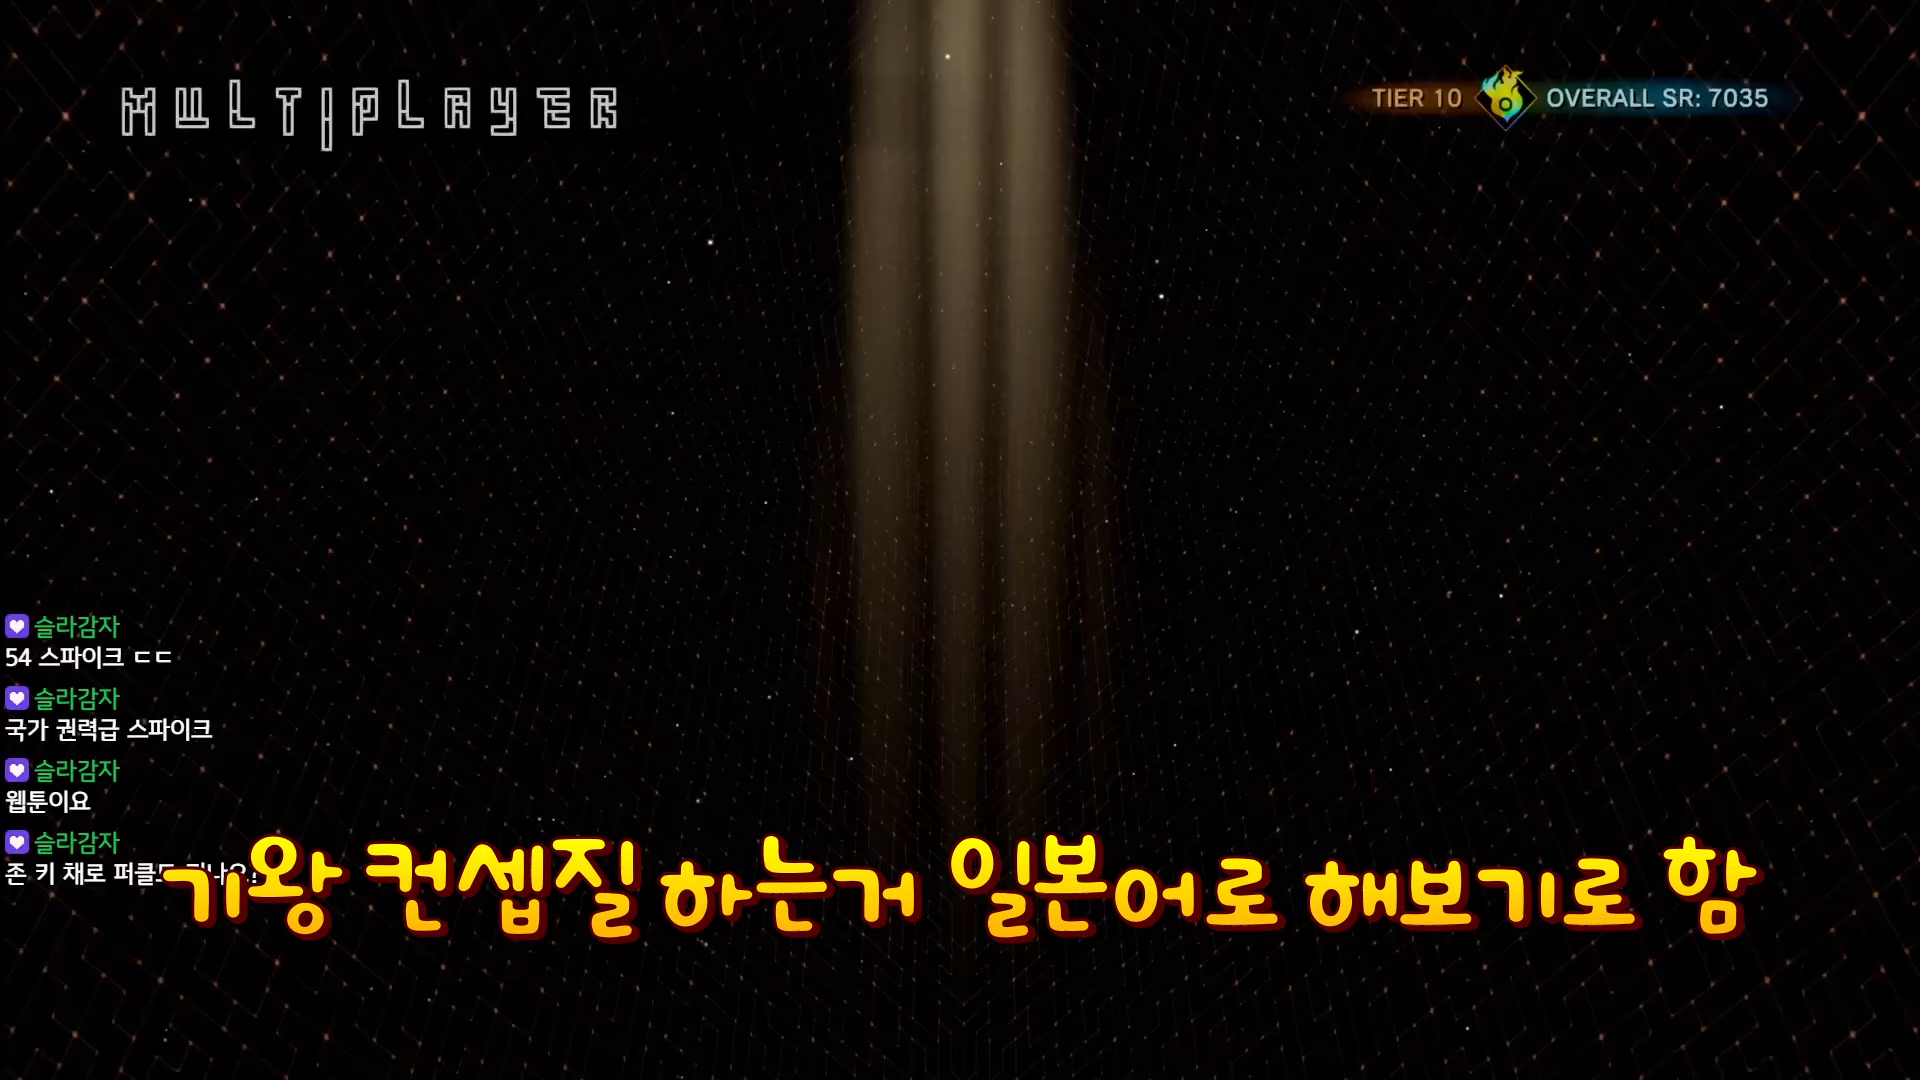 MULTIPLAYER
TIER 10 OVERALL SR: 7035
슬라감자
54 스파이크 ㄷㄷ
슬라감자
국가 권력급 스파이크
슬라감자
웹툰이요
슬라감자
존 키 채로 퍼클도
기왕 컨셉질 하는거 일본어로 해보기로 함